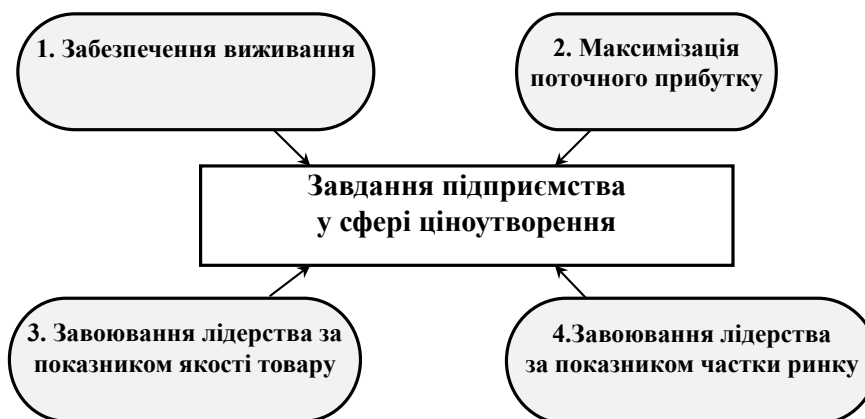 1. Забезпечення виживання
2. Максимізація
поточного прибутку
Завдання підприємства
у сфері ціноутворення
3. Завоювання лідерства за
показником якості товару
4.Завоювання лідерства
за показником частки ринку